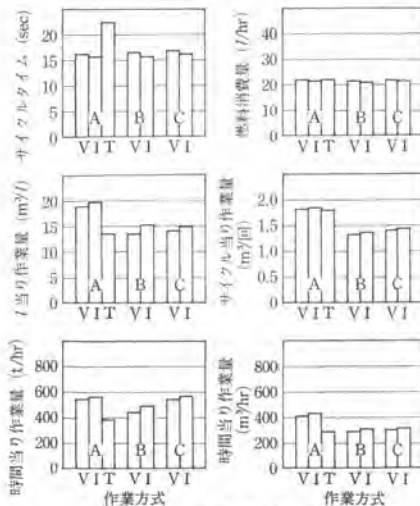 サイクルタイム (sec)
20
15
10
5
0
A
B
C
V I T
V I
V I
燃料消費量 (l/hr)
40
30
20
10
0
A
B
C
V I T
V I
V I
l当り作業量 (m³/l)
20
15
10
5
0
A
B
C
V I T
V I
V I
サイクル当り作業量
(m³/回)
2.0
1.5
1.0
0.5
0
A
B
C
V I T
V I
V I
時間当り作業量 (t/hr)
800
600
400
200
0
A
B
C
V I T
V I
V I
作業方式
時間当り作業量
(m³/hr)
800
600
400
200
0
A
B
C
V I T
V I
V I
作業方式